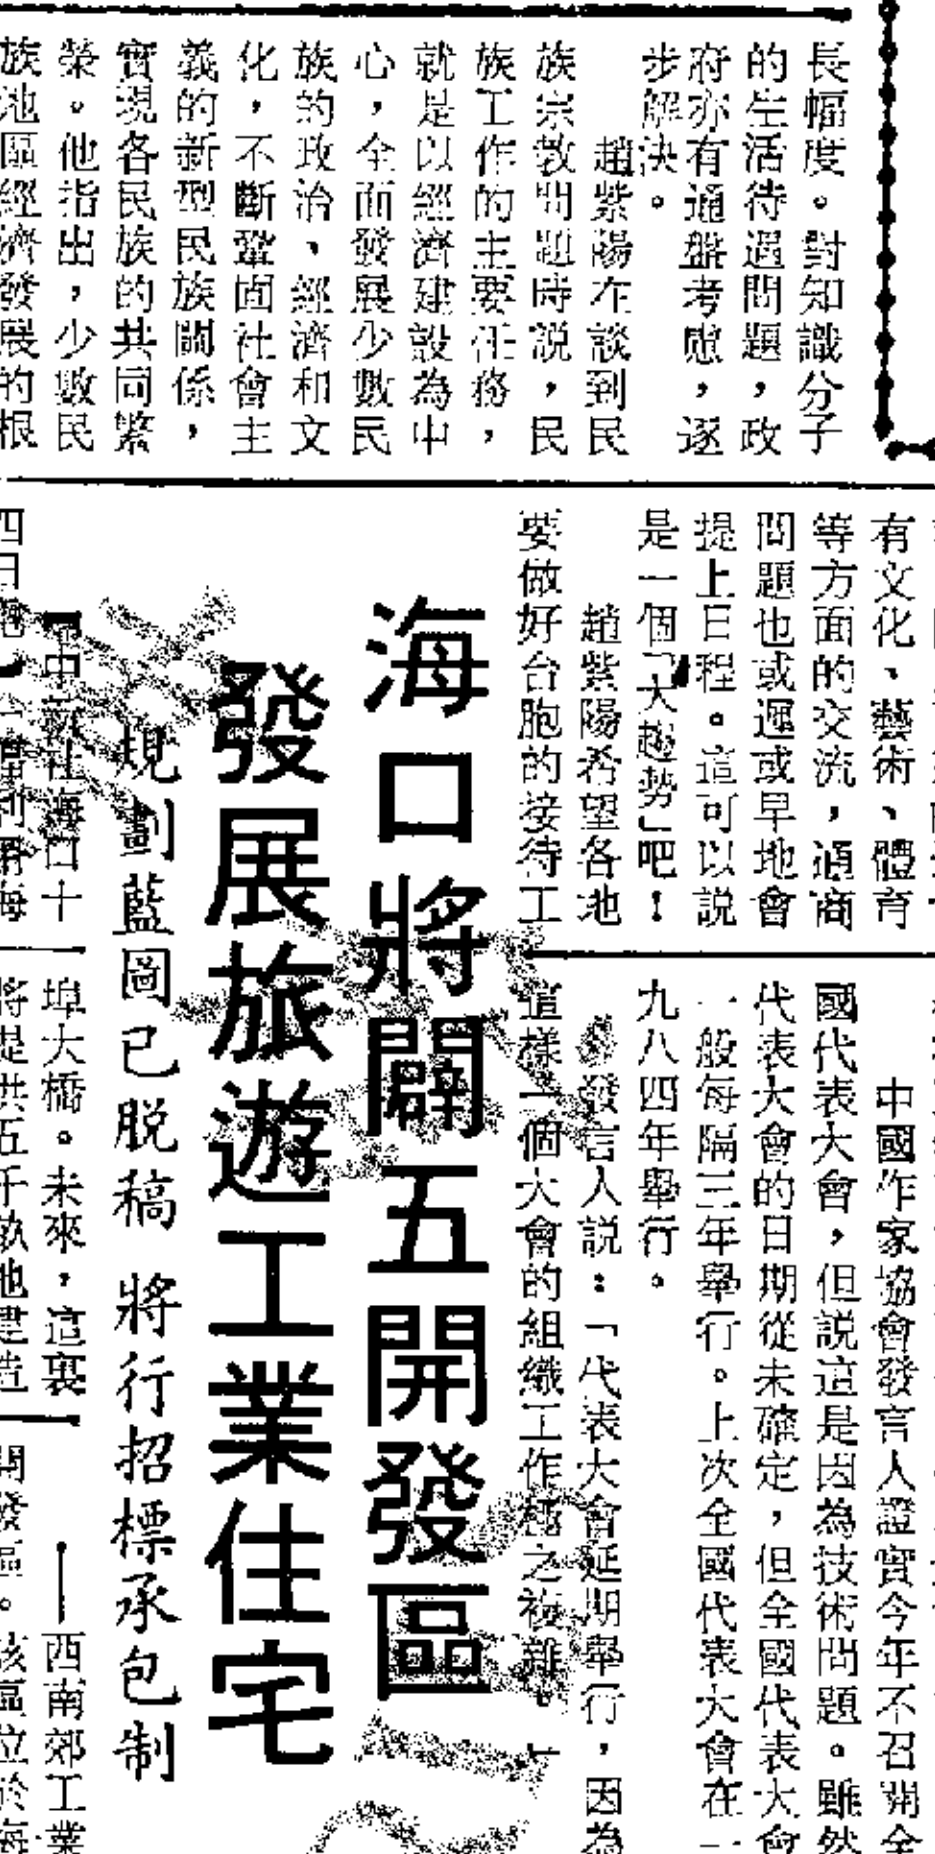 長幅度。對知識分子
的生活待遇問題，政
府亦有通盤考慮，逐
步解決。
趙紫陽在談到民
族宗教問題時説，民
族工作的主要任務，
就是以經濟建設為中
心，全面發展少數民
族的政治、經濟和文
化，不斷鞏固社會主
義的新型民族關係，
實現各民族的共同繁
榮。他指出，少數民
族地區經濟發展的根
有文化、藝術、體育
等方面的交流，通商
問題也或遲或早地會
提上日程。這可以説
是一個「大趨勢」吧！
趙紫陽希望各地
要做好台胞的接待工
中國作家協會發言人證實今年不召開全
國代表大會，但説這是因為技術問題。雖然
代表大會的日期從未確定，但全國代表大會
一般每隔三年舉行。上次全國代表大會在一
九八四年舉行。
發言人説：「代表大會延期舉行，因為
這樣一個大會的組織工作極之複雜。」
海口將闢五開發區
發展旅遊工業住宅
規劃藍圖已脱稿 將行招標承包制
中新社海口十
四日電
埠大橋。未來，這裏
將提供五千畝地建造
——西南郊工業
開發區。該區位於海